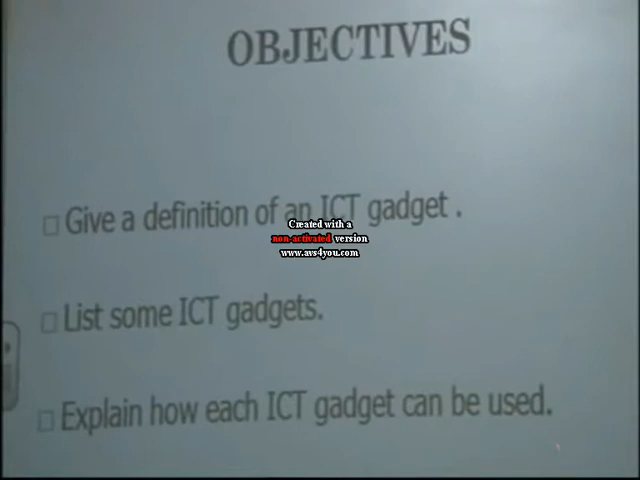 OBJECTIVES
□ Give a definition of an ICT gadget .
Created with a
non-activated version
www.avs4you.com
□ List some ICT gadgets.
□ Explain how each ICT gadget can be used.